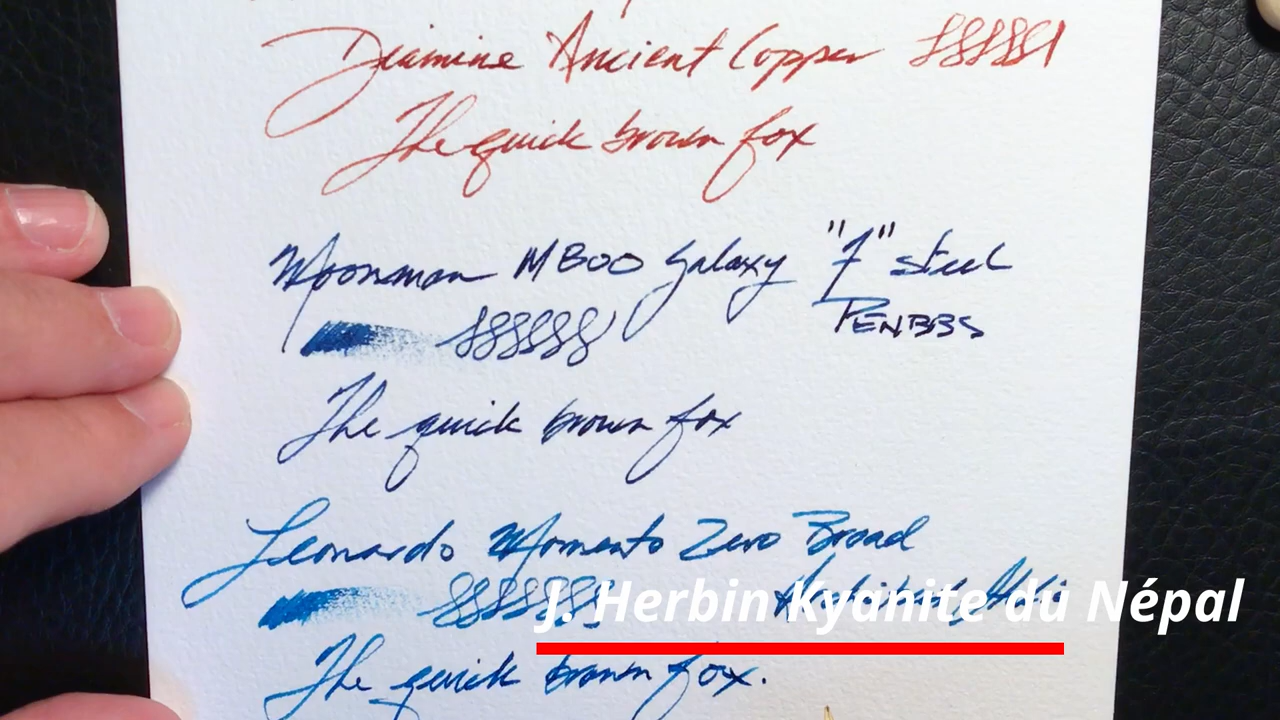 Diamine Ancient Copper
The quick brown fox
Moonman M800 Galaxy "f" steel
PENBBS
The quick brown fox
Leonardo Momento Zero Broad
J. Herbin Kyanite du Népal
The quick brown fox.